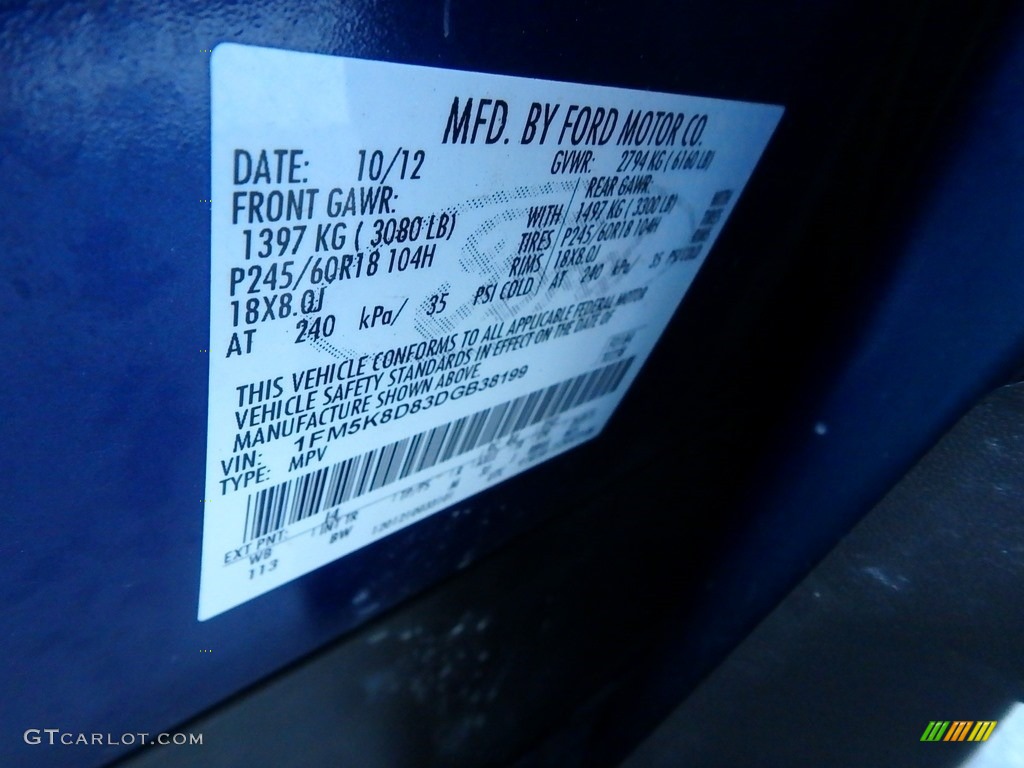 MFD. BY FORD MOTOR CO.
DATE: 10/12 GVWR: 2794 KG ( 6160 LB)
FRONT GAWR: REAR GAWR:
1397 KG ( 3080 LB) WITH 1497 KG ( 3300 LB)
P245/60R18 104H TIRES P245/60R18 104H
18X8.0J RIMS 18X8.0J
AT 240 kPa/ 35 PSI COLD AT 240 kPa/ 35 PSI COLD
THIS VEHICLE CONFORMS TO ALL APPLICABLE FEDERAL MOTOR
VEHICLE SAFETY STANDARDS IN EFFECT ON THE DATE OF
MANUFACTURE SHOWN ABOVE
VIN: 1FM5K8D83DGB38199
TYPE: MPV
EXT PNT:
WB INT TR
113 BW
GTCARLOT.COM